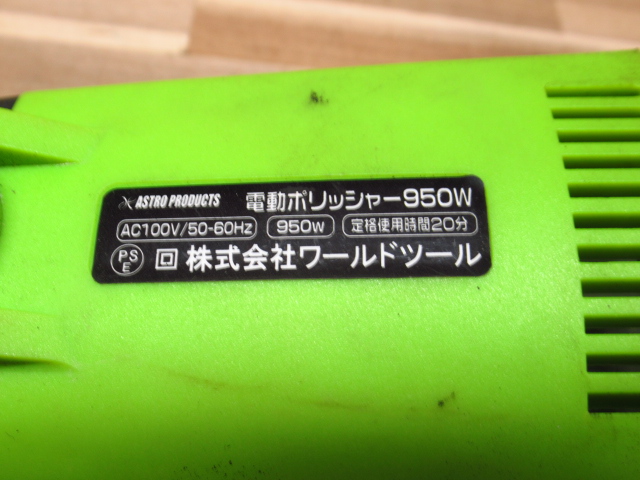 ASTRO PRODUCTS 電動ポリッシャー950W
AC100V/50-60Hz 950W 定格使用時間20分
PSE 回 株式会社ワールドツール